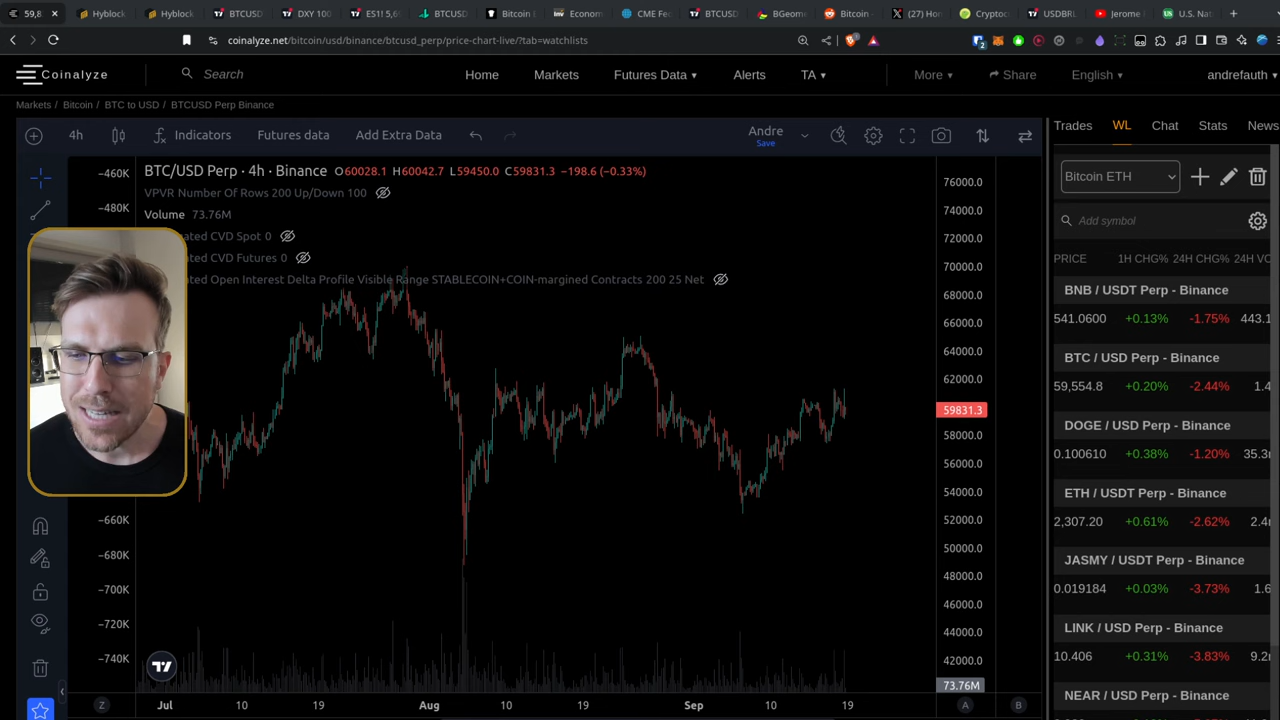 59,8
Hyblock
Hyblock
BTCUSD
DXY 100
ES1! 5,6
BTCUSD
Bitcoin E
Econom
CME Fec
BTCUSD
BGeome
Bitcoin
(27) Hor
Cryptoc
USDBRL
Jerome
U.S. Nat
coinalyze.net/bitcoin/usd/binance/btcusd_perp/price-chart-live/?tab=watchlists
Coinalyze
Search
Home
Markets
Futures Data
Alerts
TA
More
Share
English
andrefauth
Markets / Bitcoin / BTC to USD / BTCUSD Perp Binance
4h
Indicators
Futures data
Add Extra Data
Andre
Save
BTC/USD Perp · 4h · Binance O60028.1 H60042.7 L59450.0 C59831.3 −198.6 (−0.33%)
VPVR Number Of Rows 200 Up/Down 100
Volume 73.76M
ated CVD Spot 0
ated CVD Futures 0
ted Open Interest Delta Profile Visible Range STABLECOIN+COIN-margined Contracts 200 25 Net
−460K
−480K
−660K
−680K
−700K
−720K
−740K
76000.0
74000.0
72000.0
70000.0
68000.0
66000.0
64000.0
62000.0
59831.3
58000.0
56000.0
54000.0
52000.0
50000.0
48000.0
46000.0
44000.0
42000.0
73.76M
Z
Jul
10
19
Aug
10
19
Sep
10
19
A
B
Trades
WL
Chat
Stats
News
Bitcoin ETH
Add symbol
PRICE 1H CHG% 24H CHG% 24H VO
BNB / USDT Perp - Binance
541.0600 +0.13% -1.75% 443.1
BTC / USDT Perp - Binance
59,554.8 +0.20% -2.44% 1.4
DOGE / USD Perp - Binance
0.100610 +0.38% -1.20% 35.3
ETH / USDT Perp - Binance
2,307.20 +0.61% -2.62% 2.4
JASMY / USDT Perp - Binance
0.019184 +0.03% -3.73% 1.6
LINK / USD Perp - Binance
10.406 +0.31% -3.83% 9.2
NEAR / USD Perp - Binance